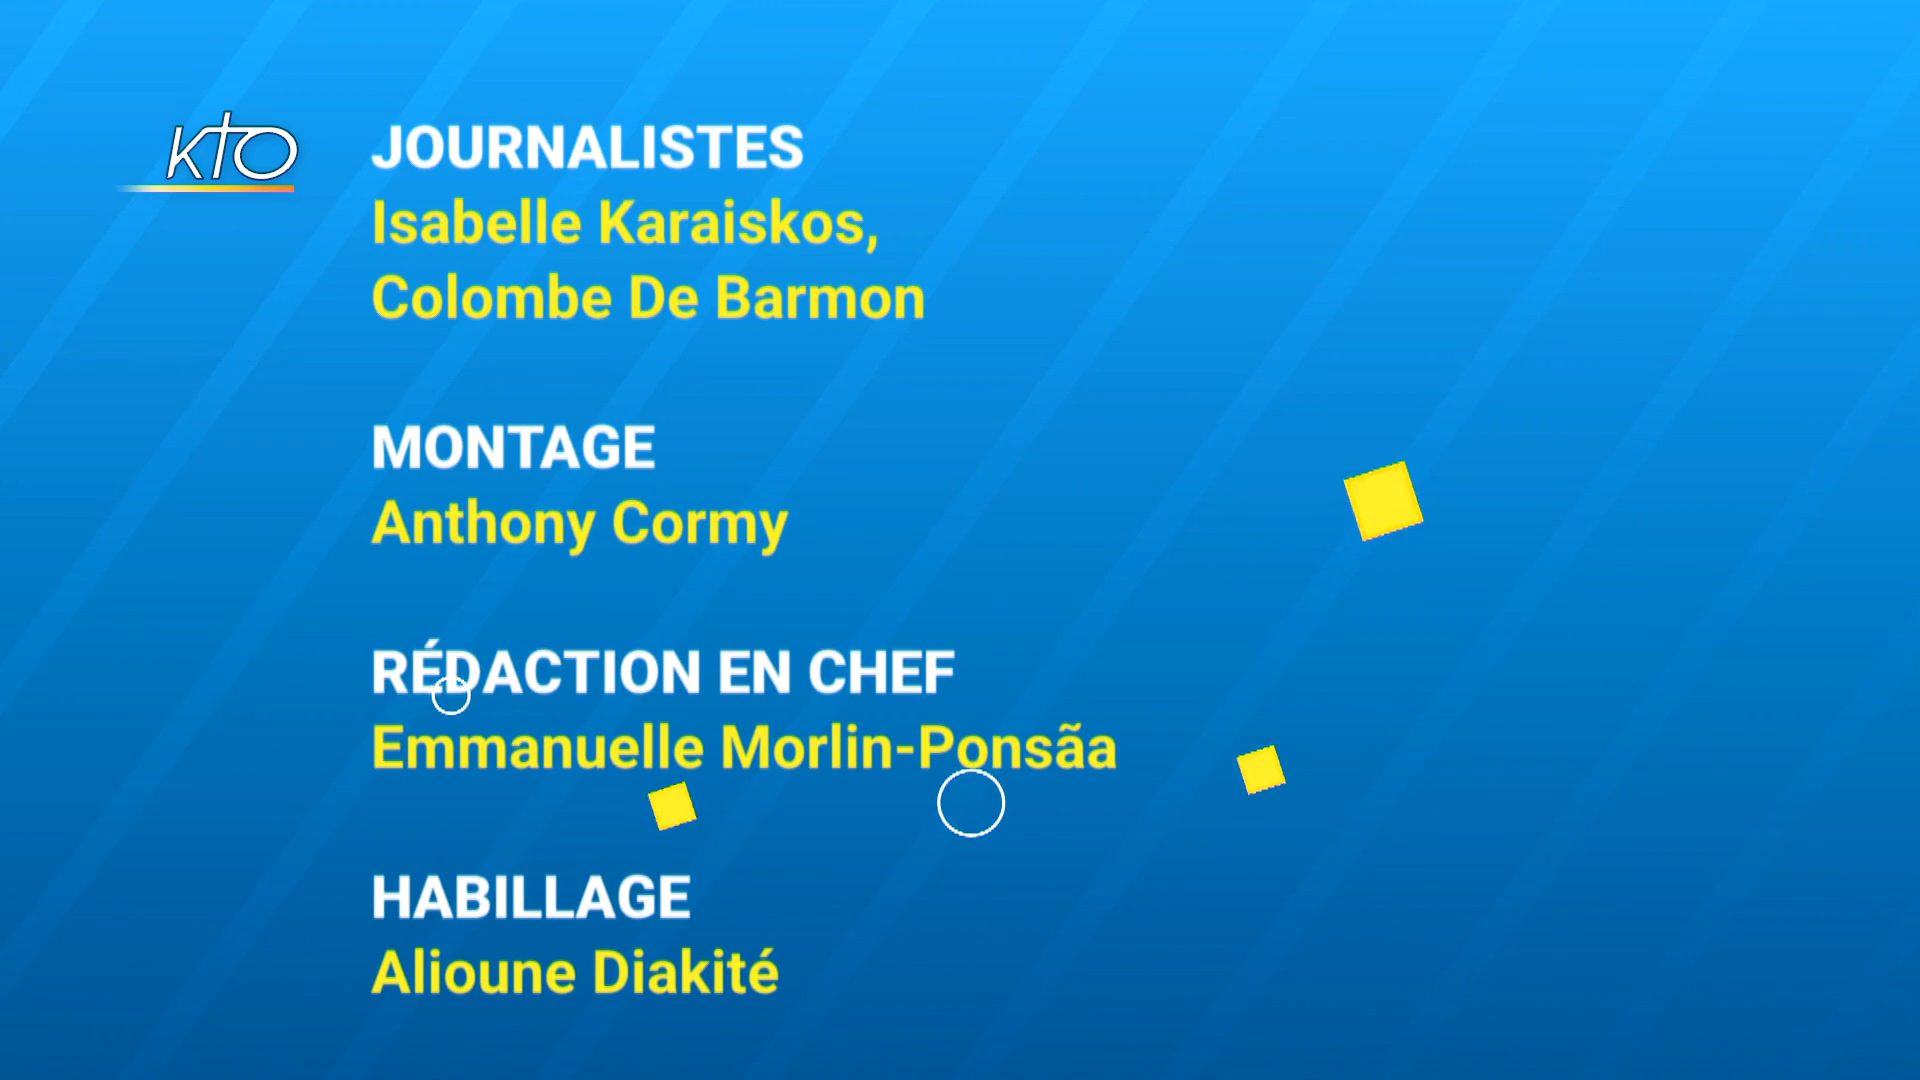 KTO
JOURNALISTES
Isabelle Karaiskos,
Colombe De Barmon
MONTAGE
Anthony Cormy
RÉDACTION EN CHEF
Emmanuelle Morlin-Ponsãa
HABILLAGE
Alioune Diakité